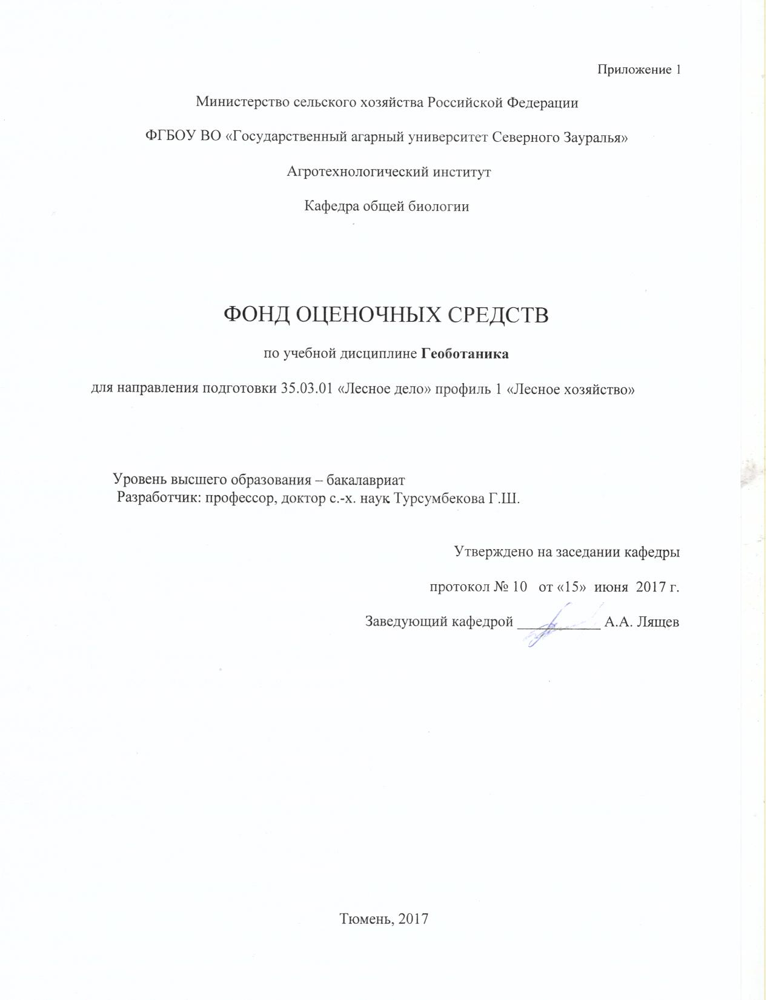 Приложение 1
Министерство сельского хозяйства Российской Федерации
ФГБОУ ВО «Государственный агарный университет Северного Зауралья»
Агротехнологический институт
Кафедра общей биологии
ФОНД ОЦЕНОЧНЫХ СРЕДСТВ
по учебной дисциплине Геоботаника
для направления подготовки 35.03.01 «Лесное дело» профиль 1 «Лесное хозяйство»
Уровень высшего образования – бакалавриат
Разработчик: профессор, доктор с.-х. наук Турсумбекова Г.Ш.
Утверждено на заседании кафедры
протокол № 10 от «15» июня 2017 г.
Заведующий кафедрой ___________ А.А. Лящев
Тюмень, 2017